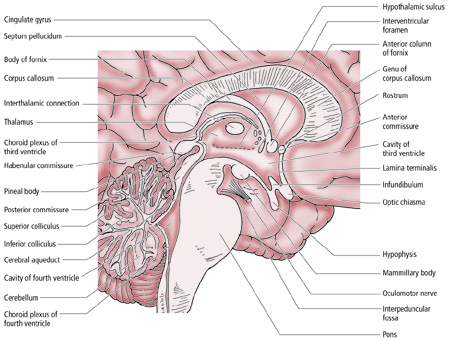 Cingulate gyrus
Septum pellucidum
Body of fornix
Corpus callosum
Interthalamic connection
Thalamus
Choroid plexus of
third ventricle
Habenular commissure
Pineal body
Posterior commissure
Superior colliculus
Inferior colliculus
Cerebral aqueduct
Cavity of fourth ventricle
Cerebellum
Choroid plexus of
fourth ventricle
Hypothalamic sulcus
Interventricular
foramen
Anterior column
of fornix
Genu of
corpus callosum
Rostrum
Anterior
commissure
Cavity of
third ventricle
Lamina terminalis
Infundibulum
Optic chiasma
Hypophysis
Mammillary body
Oculomotor nerve
Interpeduncular
fossa
Pons